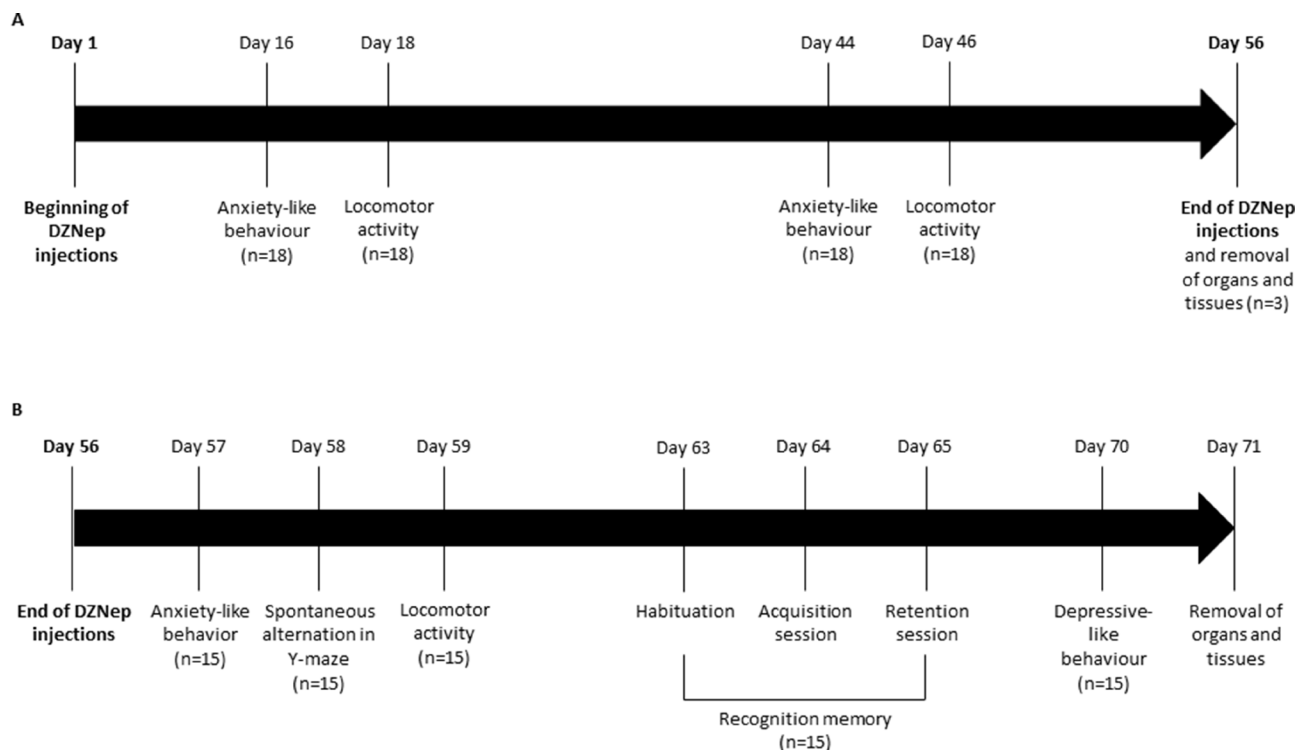 A
Day 1
Day 16
Day 18
Day 44
Day 46
Day 56
Beginning of
DZNep
injections
Anxiety-like
behaviour
(n=18)
Locomotor
activity
(n=18)
Anxiety-like
behaviour
(n=18)
Locomotor
activity
(n=18)
End of DZNep
injections
and removal
of organs and
tissues (n=3)
B
Day 56
Day 57
Day 58
Day 59
Day 63
Day 64
Day 65
Day 70
Day 71
End of DZNep
injections
Anxiety-like
behavior
(n=15)
Spontaneous
alternation in
Y-maze
(n=15)
Locomotor
activity
(n=15)
Habituation
Acquisition
session
Retention
session
Recognition memory
(n=15)
Depressive-
like
behaviour
(n=15)
Removal of
organs and
tissues